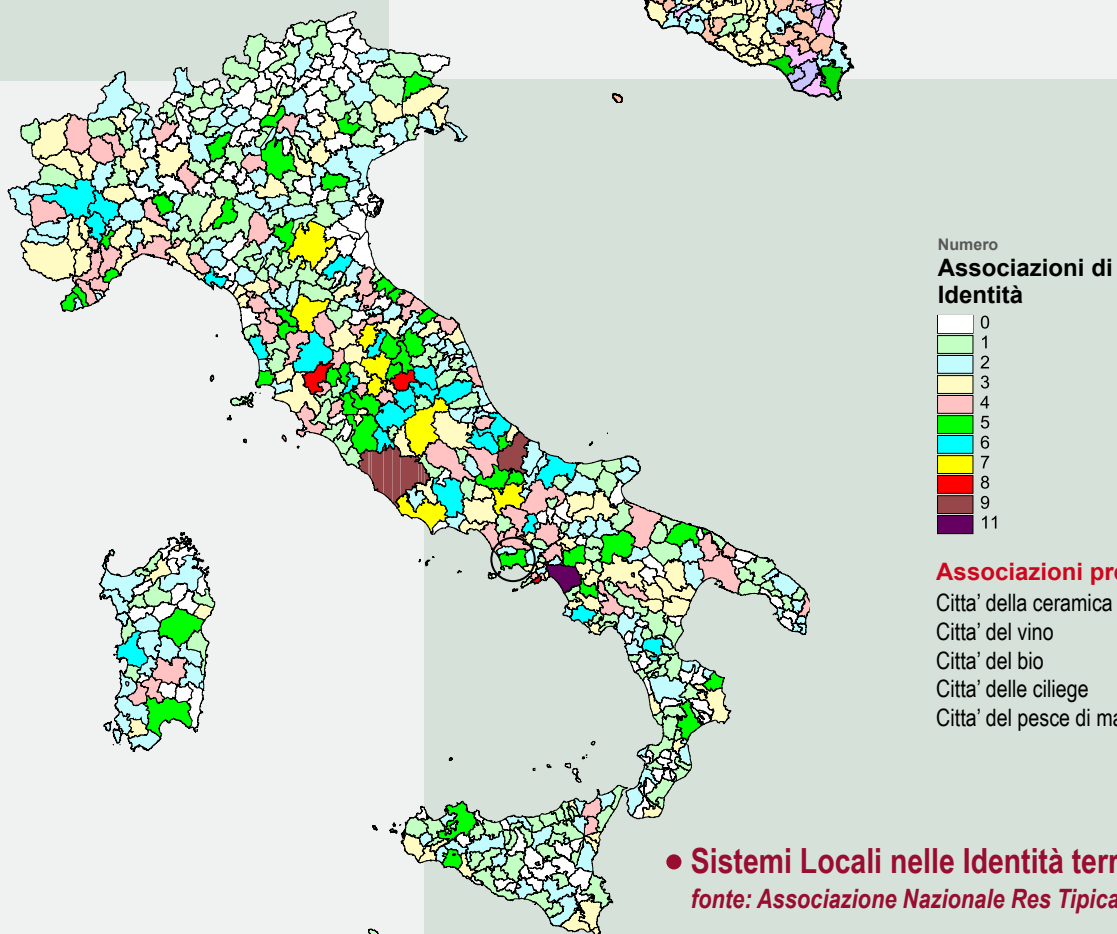 Numero
Associazioni di
Identità
0
1
2
3
4
5
6
7
8
9
11
Associazioni pr
Citta' della ceramica
Citta' del vino
Citta' del bio
Citta' delle ciliege
Citta' del pesce di ma
• Sistemi Locali nelle Identità terr
fonte: Associazione Nazionale Res Tipica